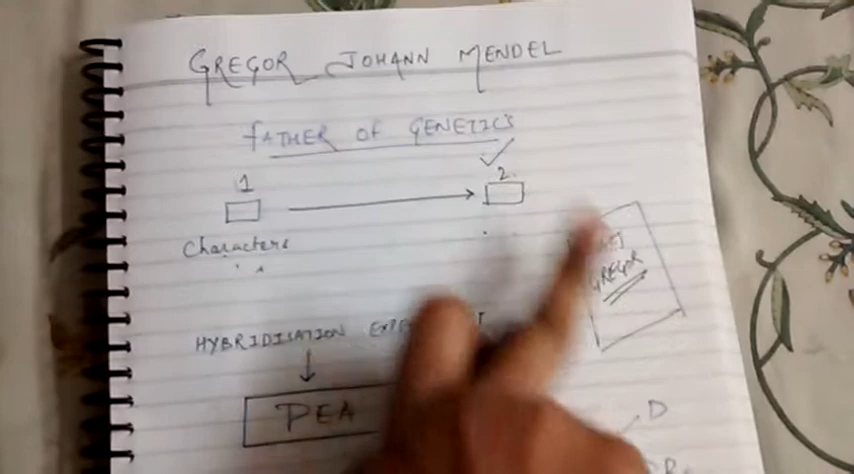 GREGOR JOHANN MENDEL
FATHER OF GENETICS
1 2
Characters
GREGOR
HYBRIDISATION
PEA
D
R